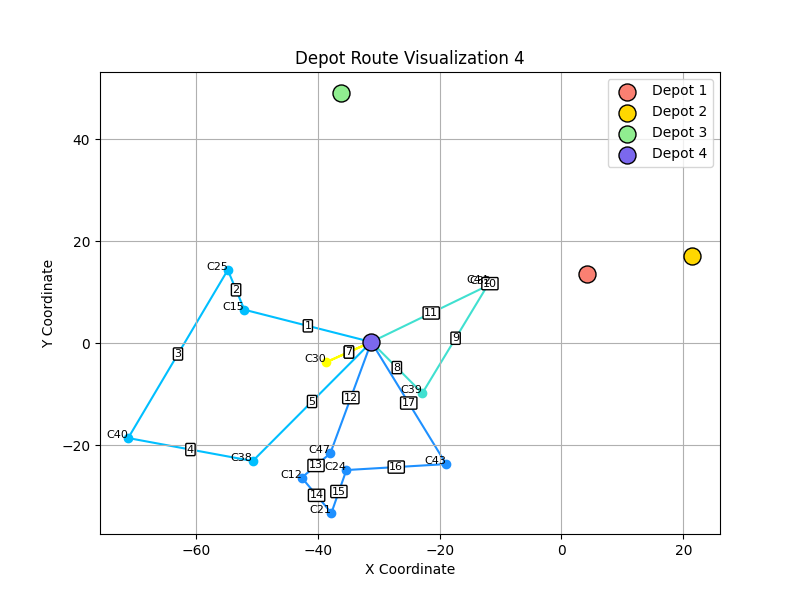 Depot Route Visualization 4
Depot 1
Depot 2
Depot 3
Depot 4
Y Coordinate
40
20
0
−20
−60
−40
−20
0
20
X Coordinate
C25
2
C15
1
3
C40
4
C38
5
C30
7
8
C39
9
10
11
12
17
C47
13
C12
14
C21
15
C24
16
C43